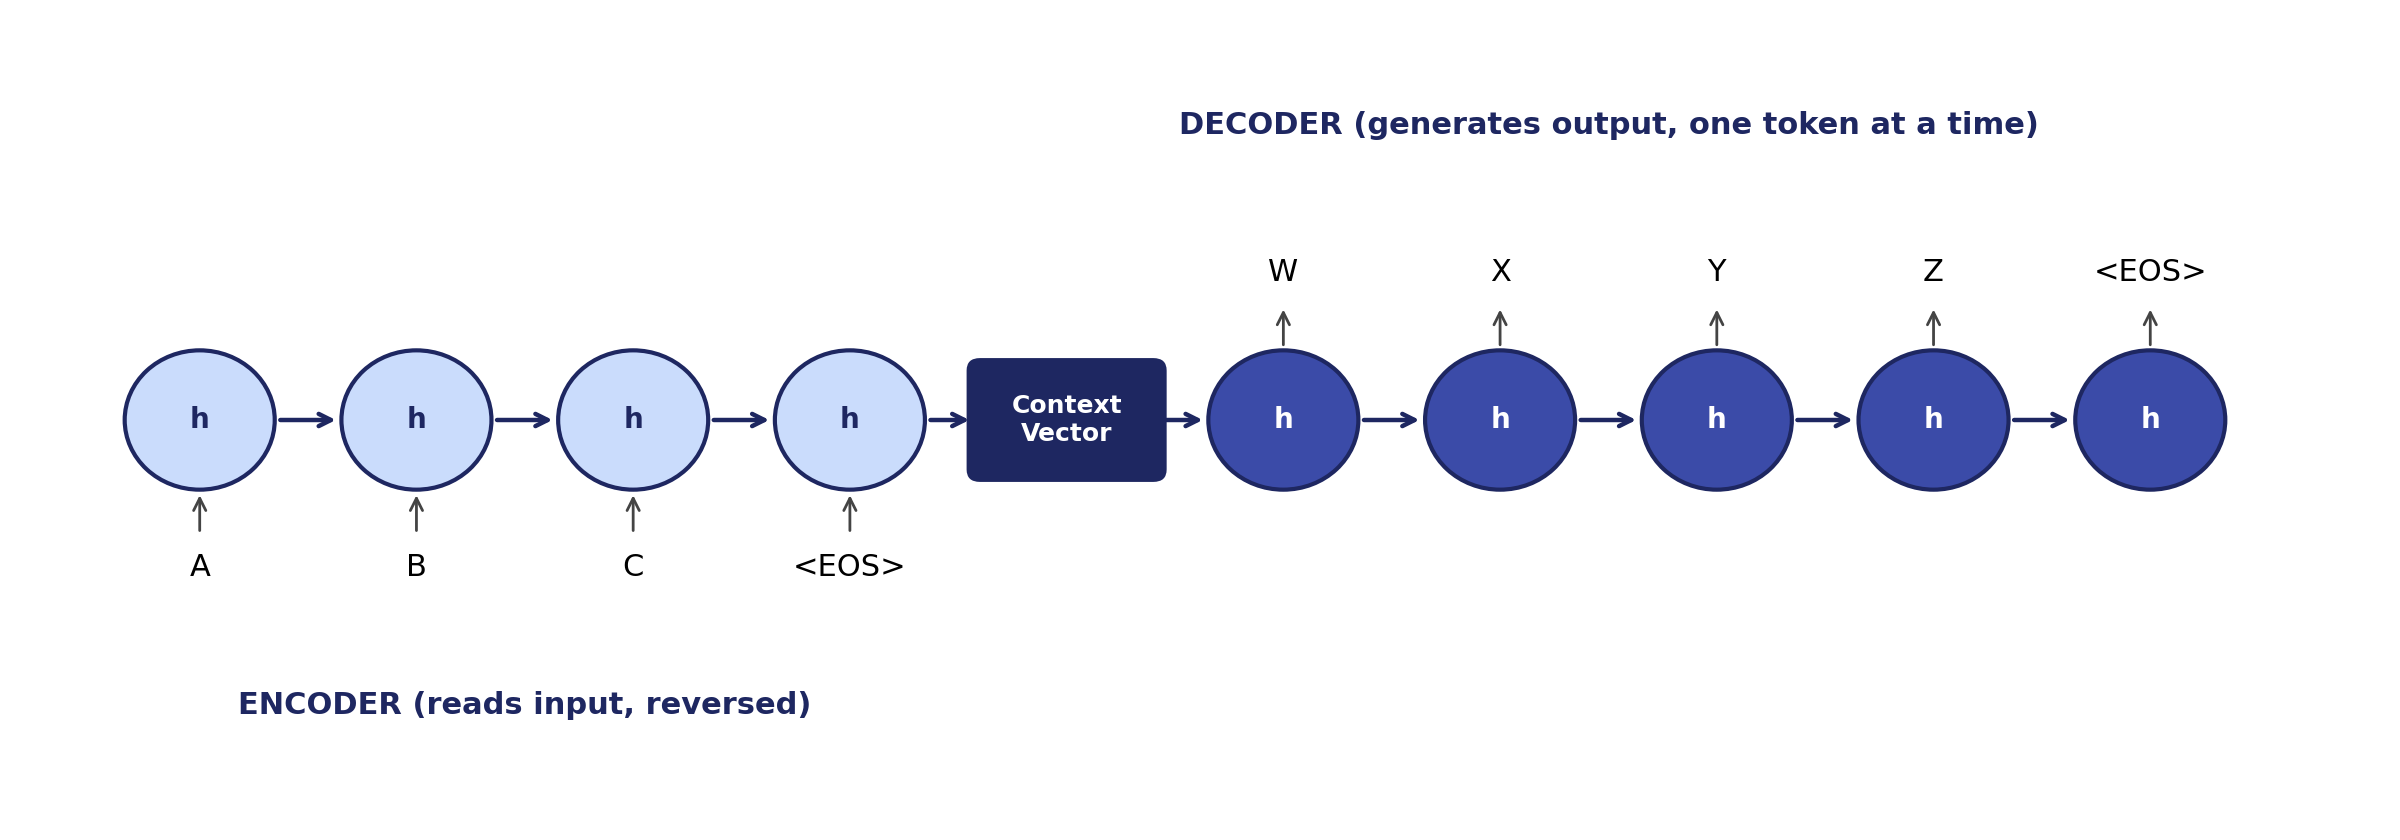 DECODER (generates output, one token at a time)
W X Y Z <EOS>
h h h h Context Vector h h h h h
A B C <EOS>
ENCODER (reads input, reversed)